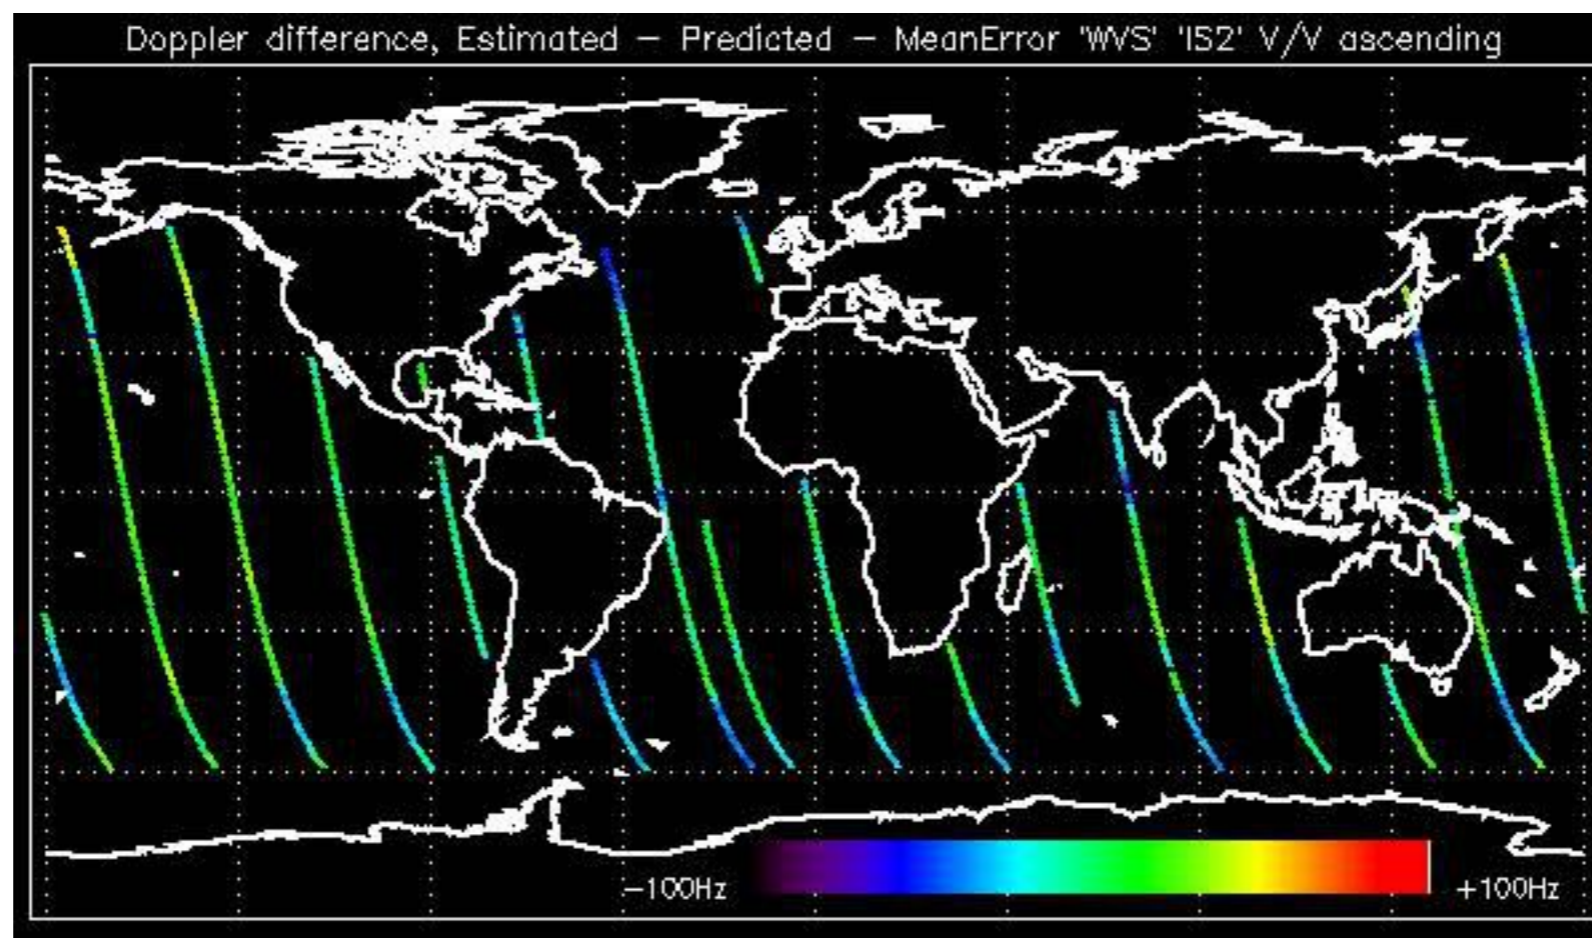 Doppler difference, Estimated − Predicted − MeanError 'WVS' 'IS2' V/V ascending
−100Hz
+100Hz